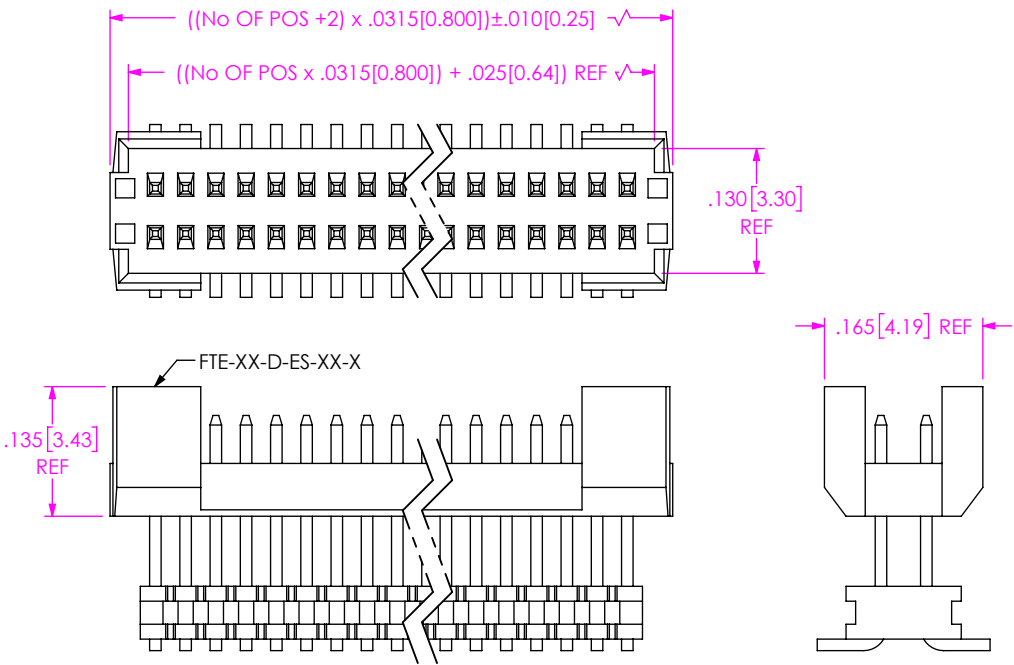 ((No OF POS +2) x .0315[0.800])±.010[0.25]
((No OF POS x .0315[0.800]) + .025[0.64]) REF
.130[3.30]
REF
.165[4.19] REF
FTE-XX-D-ES-XX-X
.135[3.43]
REF